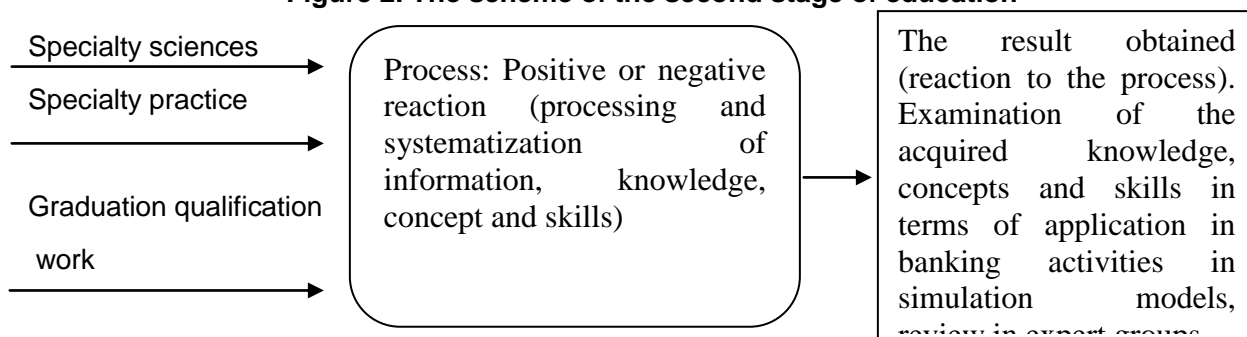 Figure 2. The scheme of the second stage of education
Specialty sciences
Specialty practice
Graduation qualification
work
Process: Positive or negative
reaction (processing and
systematization of
information, knowledge,
concept and skills)
The result obtained
(reaction to the process).
Examination of the
acquired knowledge,
concepts and skills in
terms of application in
banking activities in
simulation models,
review in expert groups